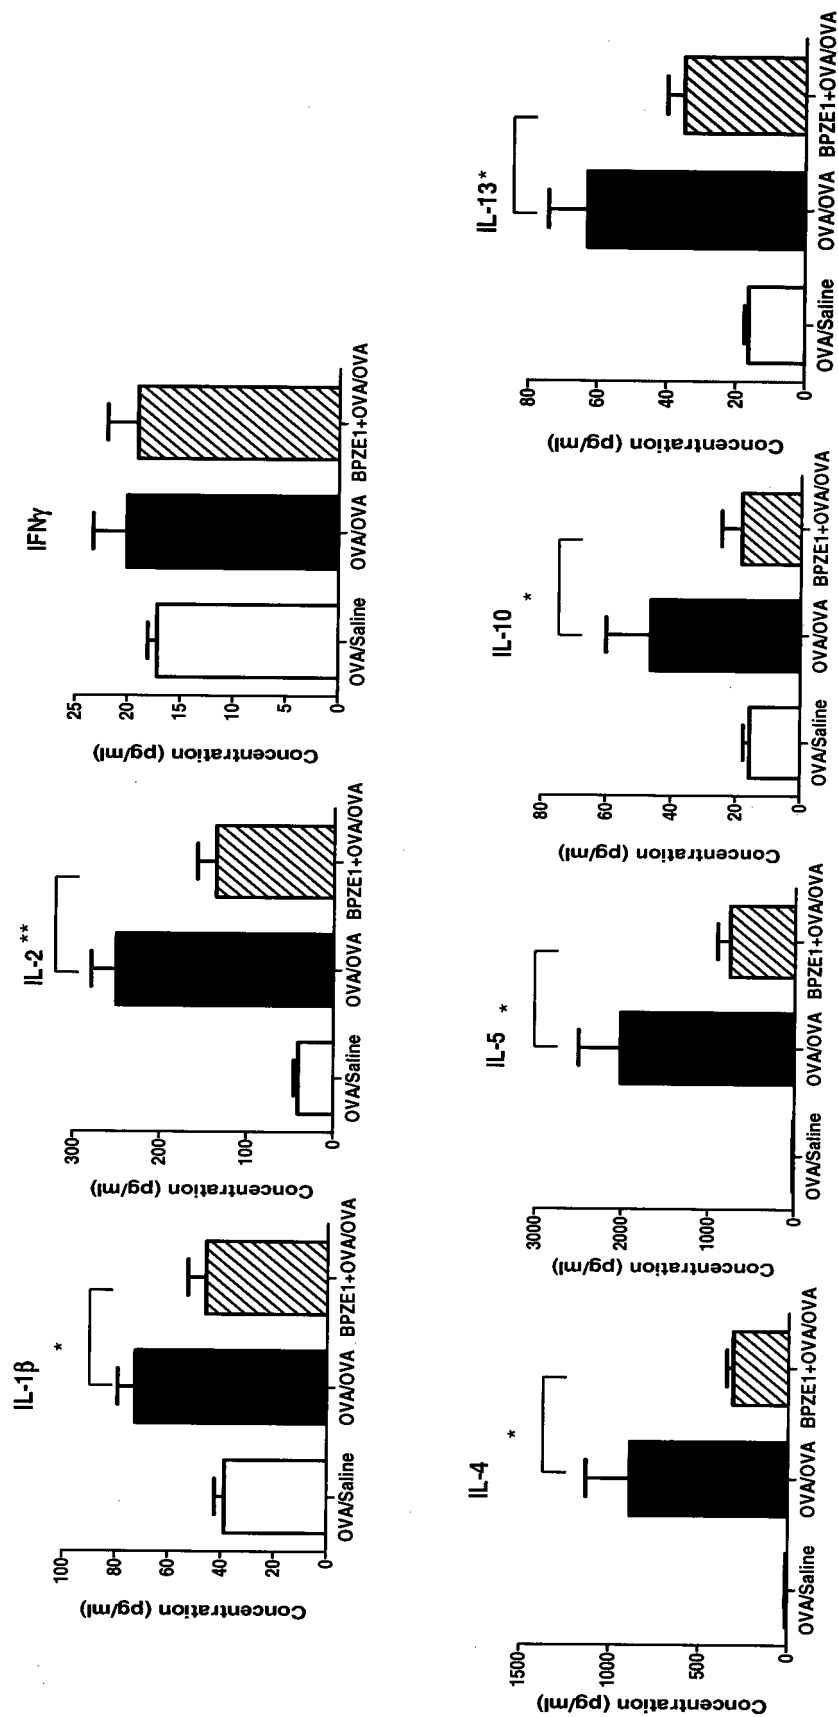 IL-1β
*
Concentration (pg/ml)
100
80
60
40
20
0
OVA/Saline OVA/OVA BPZE1+OVA/OVA
IL-2 **
Concentration (pg/ml)
300
200
100
0
OVA/Saline OVA/OVA BPZE1+OVA/OVA
IFNγ
Concentration (pg/ml)
25
20
15
10
5
0
OVA/Saline OVA/OVA BPZE1+OVA/OVA
IL-4
*
Concentration (pg/ml)
1500
1000
500
0
OVA/Saline OVA/OVA BPZE1+OVA/OVA
IL-5 *
Concentration (pg/ml)
3000
2000
1000
0
OVA/Saline OVA/OVA BPZE1+OVA/OVA
IL-10
*
Concentration (pg/ml)
80
60
40
20
0
OVA/Saline OVA/OVA BPZE1+OVA/OVA
IL-13 *
Concentration (pg/ml)
80
60
40
20
0
OVA/Saline OVA/OVA BPZE1+OVA/OVA